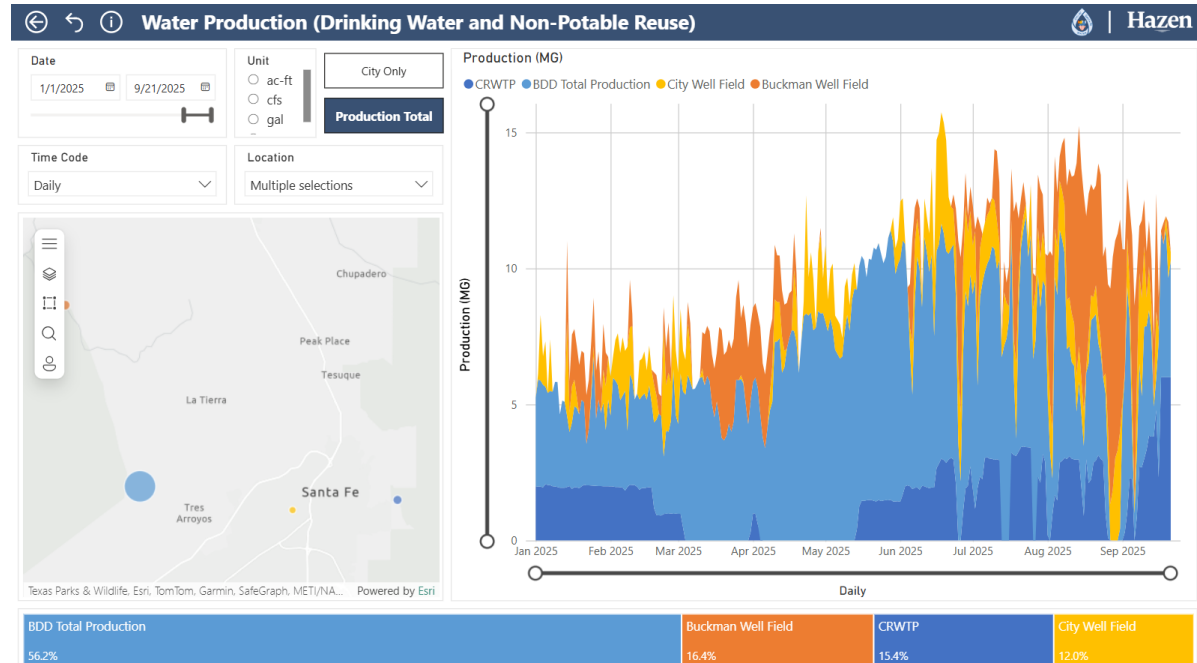 Water Production (Drinking Water and Non-Potable Reuse)
Hazen
Date
1/1/2025
9/21/2025
Unit
ac-ft
cfs
gal
City Only
Production Total
Time Code
Daily
Location
Multiple selections
Chupadero
Peak Place
Tesuque
La Tierra
Santa Fe
Tres
Arroyos
Texas Parks & Wildlife, Esri, TomTom, Garmin, SafeGraph, METI/NA...
Powered by Esri
Production (MG)
CRWTP
BDD Total Production
City Well Field
Buckman Well Field
Production (MG)
15
10
5
0
Jan 2025
Feb 2025
Mar 2025
Apr 2025
May 2025
Jun 2025
Jul 2025
Aug 2025
Sep 2025
Daily
BDD Total Production
56.2%
Buckman Well Field
16.4%
CRWTP
15.4%
City Well Field
12.0%